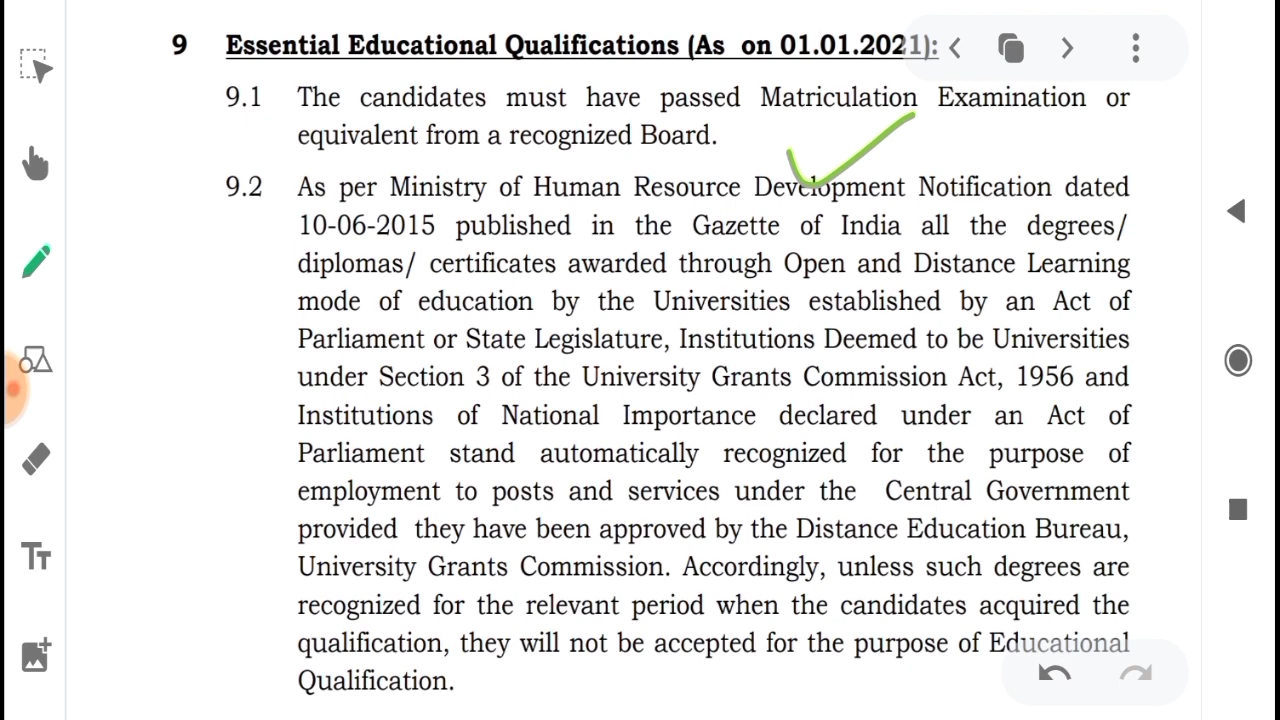 9 Essential Educational Qualifications (As on 01.01.2021):
9.1 The candidates must have passed Matriculation Examination or
equivalent from a recognized Board.
9.2 As per Ministry of Human Resource Development Notification dated
10-06-2015 published in the Gazette of India all the degrees/
diplomas/ certificates awarded through Open and Distance Learning
mode of education by the Universities established by an Act of
Parliament or State Legislature, Institutions Deemed to be Universities
under Section 3 of the University Grants Commission Act, 1956 and
Institutions of National Importance declared under an Act of
Parliament stand automatically recognized for the purpose of
employment to posts and services under the Central Government
provided they have been approved by the Distance Education Bureau,
University Grants Commission. Accordingly, unless such degrees are
recognized for the relevant period when the candidates acquired the
qualification, they will not be accepted for the purpose of Educational
Qualification.
TT